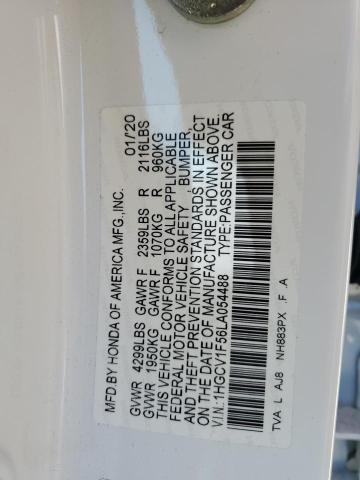 MFD.BY HONDA OF AMERICA MFG.,INC. 01/'20
GVWR 4299LBS GAWR F 2359LBS R 2116LBS
GVWR 1950KG GAWR F 1070KG R 960KG
THIS VEHICLE CONFORMS TO ALL APPLICABLE
FEDERAL MOTOR VEHICLE SAFETY , BUMPER,
AND THEFT PREVENTION STANDARDS IN EFFECT
ON THE DATE OF MANUFACTURE SHOWN ABOVE.
V.I.N.:1HGCV1F56LA054488 TYPE:PASSENGER CAR
TVA L AJ8 NH883PX F A